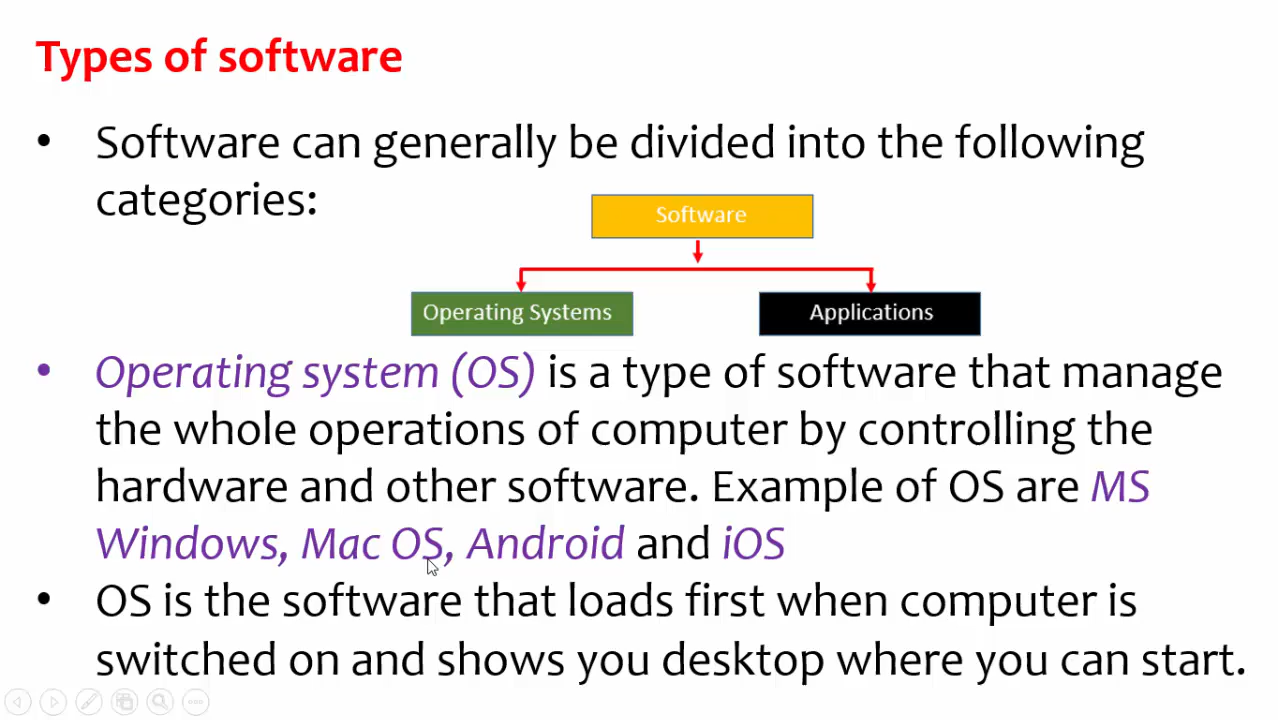 Types of software
• Software can generally be divided into the following
categories:
Software
Operating Systems
Applications
• Operating system (OS) is a type of software that manage
the whole operations of computer by controlling the
hardware and other software. Example of OS are MS
Windows, Mac OS, Android and iOS
• OS is the software that loads first when computer is
switched on and shows you desktop where you can start.